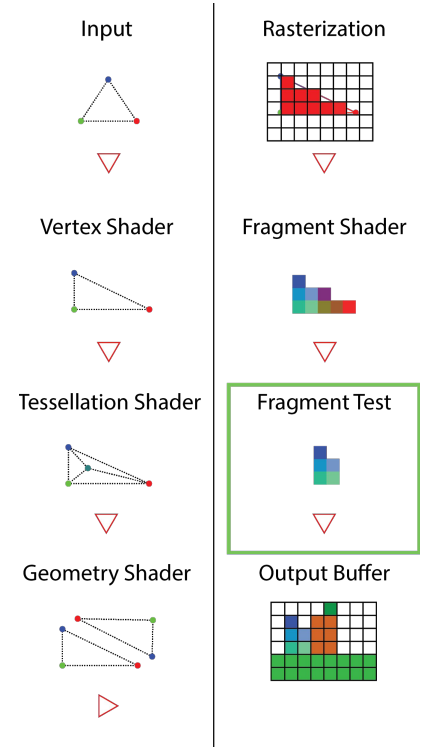 Input
Vertex Shader
Tessellation Shader
Geometry Shader
Rasterization
Fragment Shader
Fragment Test
Output Buffer